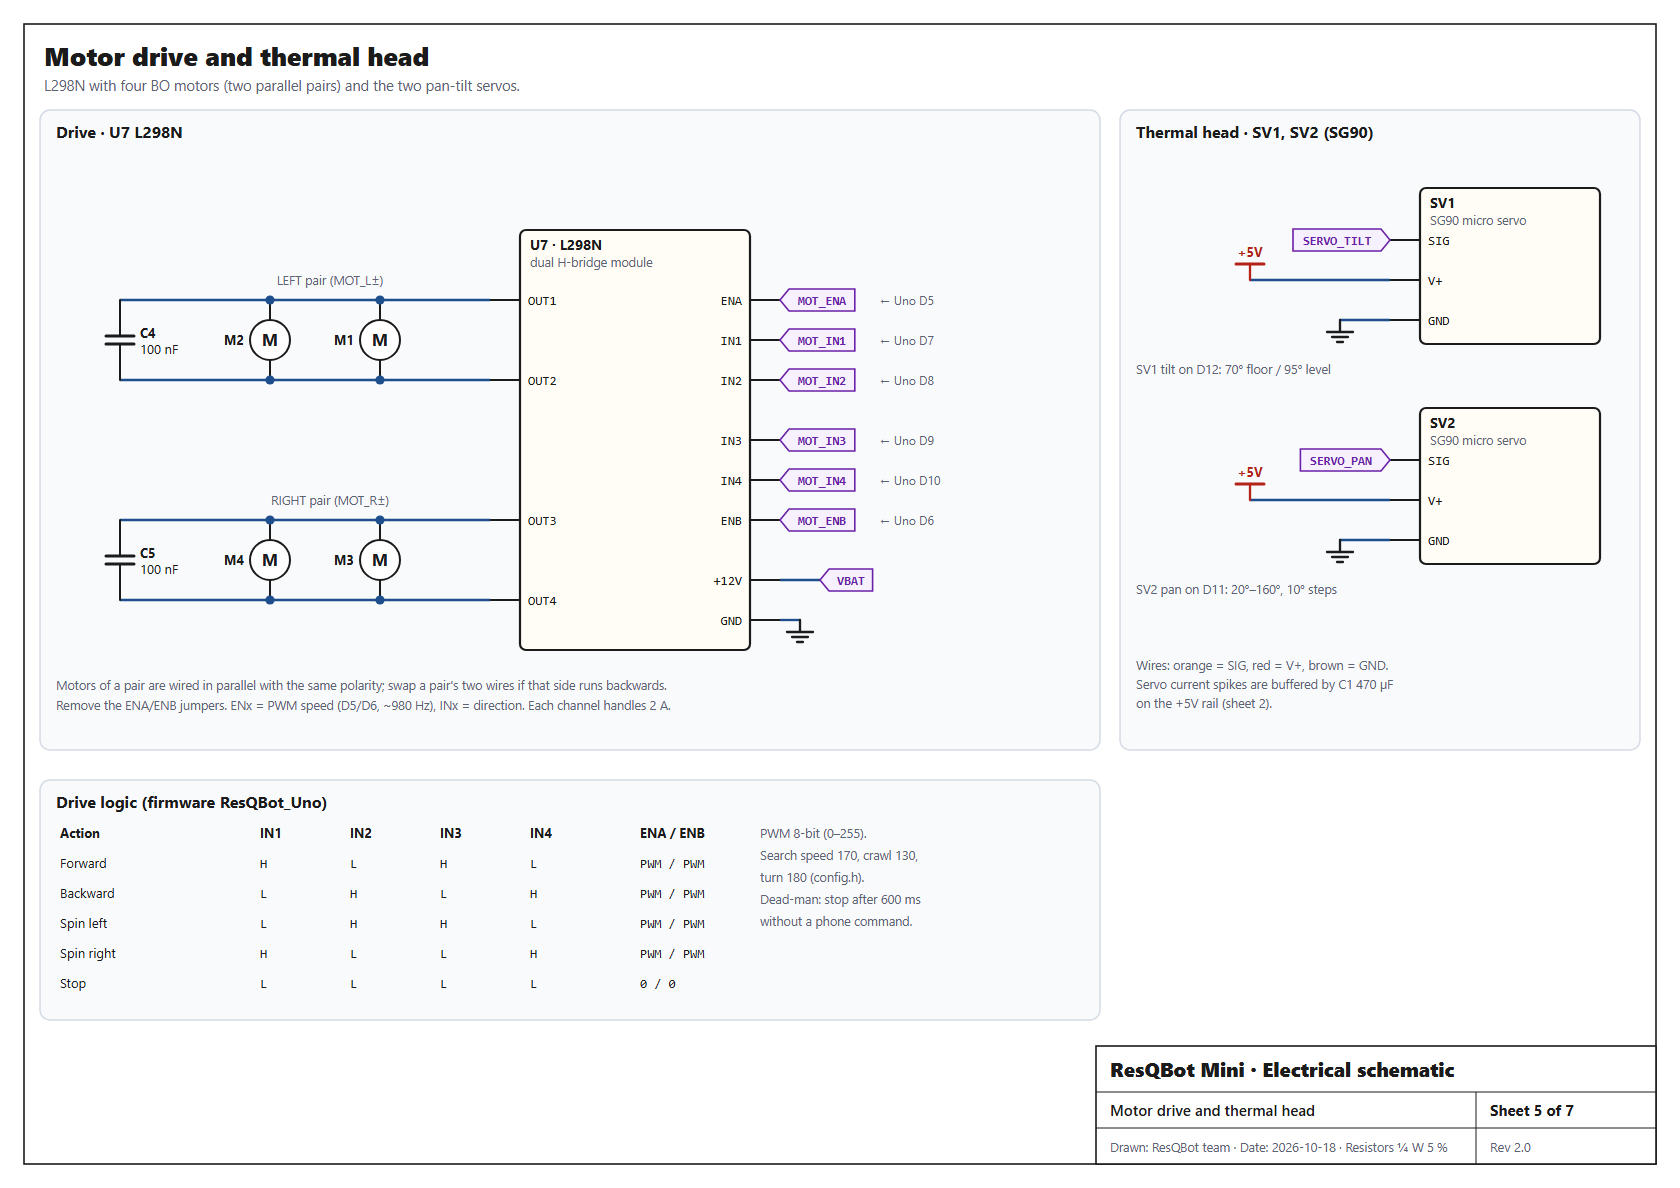 Motor drive and thermal head
L298N with four BO motors (two parallel pairs) and the two pan-tilt servos.
Drive · U7 L298N
U7 · L298N
dual H-bridge module
LEFT pair (MOT_L±)
C4
100 nF
M2
M
M1
M
OUT1
OUT2
RIGHT pair (MOT_R±)
C5
100 nF
M4
M
M3
M
OUT3
OUT4
ENA MOT_ENA ← Uno D5
IN1 MOT_IN1 ← Uno D7
IN2 MOT_IN2 ← Uno D8
IN3 MOT_IN3 ← Uno D9
IN4 MOT_IN4 ← Uno D10
ENB MOT_ENB ← Uno D6
+12V VBAT
GND
Motors of a pair are wired in parallel with the same polarity; swap a pair's two wires if that side runs backwards.
Remove the ENA/ENB jumpers. ENx = PWM speed (D5/D6, ~980 Hz), INx = direction. Each channel handles 2 A.
Thermal head · SV1, SV2 (SG90)
SV1
SG90 micro servo
SERVO_TILT SIG
+5V
V+
GND
SV1 tilt on D12: 70° floor / 95° level
SV2
SG90 micro servo
SERVO_PAN SIG
+5V
V+
GND
SV2 pan on D11: 20°–160°, 10° steps
Wires: orange = SIG, red = V+, brown = GND.
Servo current spikes are buffered by C1 470 µF
on the +5V rail (sheet 2).
Drive logic (firmware ResQBot_Uno)
Action IN1 IN2 IN3 IN4 ENA / ENB
Forward H L H L PWM / PWM
Backward L H L H PWM / PWM
Spin left L H H L PWM / PWM
Spin right H L L H PWM / PWM
Stop L L L L 0 / 0
PWM 8-bit (0–255).
Search speed 170, crawl 130,
turn 180 (config.h).
Dead-man: stop after 600 ms
without a phone command.
ResQBot Mini · Electrical schematic
Motor drive and thermal head
Sheet 5 of 7
Drawn: ResQBot team · Date: 2026-10-18 · Resistors ¼ W 5 %
Rev 2.0